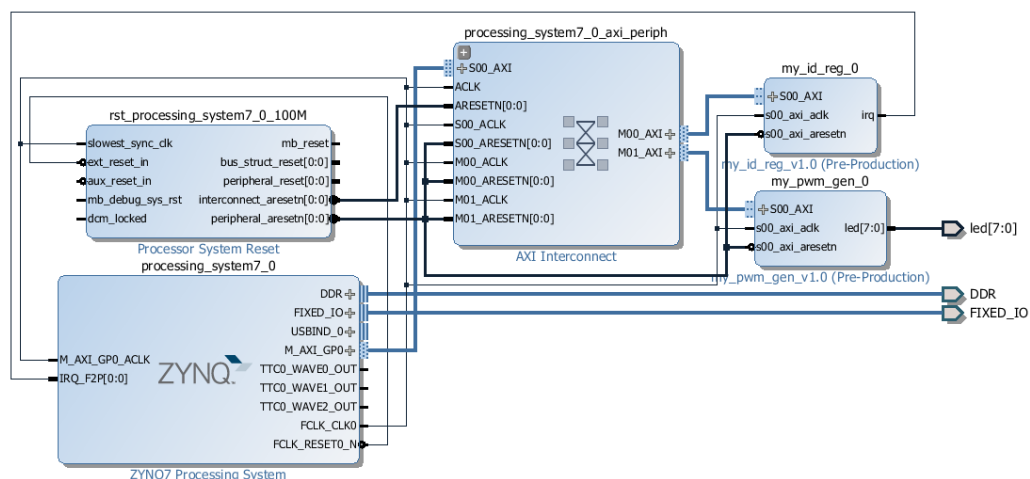 processing_system7_0_axi_periph
S00_AXI
ACLK
ARESETN[0:0]
S00_ACLK
S00_ARESETN[0:0]
M00_ACLK
M00_ARESETN[0:0]
M01_ACLK
M01_ARESETN[0:0]
M00_AXI
M01_AXI
AXI Interconnect
my_id_reg_0
S00_AXI
s00_axi_aclk
s00_axi_aresetn
irq
my_id_reg_v1.0 (Pre-Production)
my_pwm_gen_0
S00_AXI
s00_axi_aclk
s00_axi_aresetn
led[7:0]
my_pwm_gen_v1.0 (Pre-Production)
led[7:0]
DDR
FIXED_IO
rst_processing_system7_0_100M
slowest_sync_clk
ext_reset_in
aux_reset_in
mb_debug_sys_rst
dcm_locked
mb_reset
bus_struct_reset[0:0]
peripheral_reset[0:0]
interconnect_aresetn[0:0]
peripheral_aresetn[0:0]
Processor System Reset
processing_system7_0
M_AXI_GP0_ACLK
IRQ_F2P[0:0]
ZYNQ
DDR
FIXED_IO
USBIND_0
M_AXI_GP0
TTC0_WAVE0_OUT
TTC0_WAVE1_OUT
TTC0_WAVE2_OUT
FCLK_CLK0
FCLK_RESET0_N
ZYNQ7 Processing System